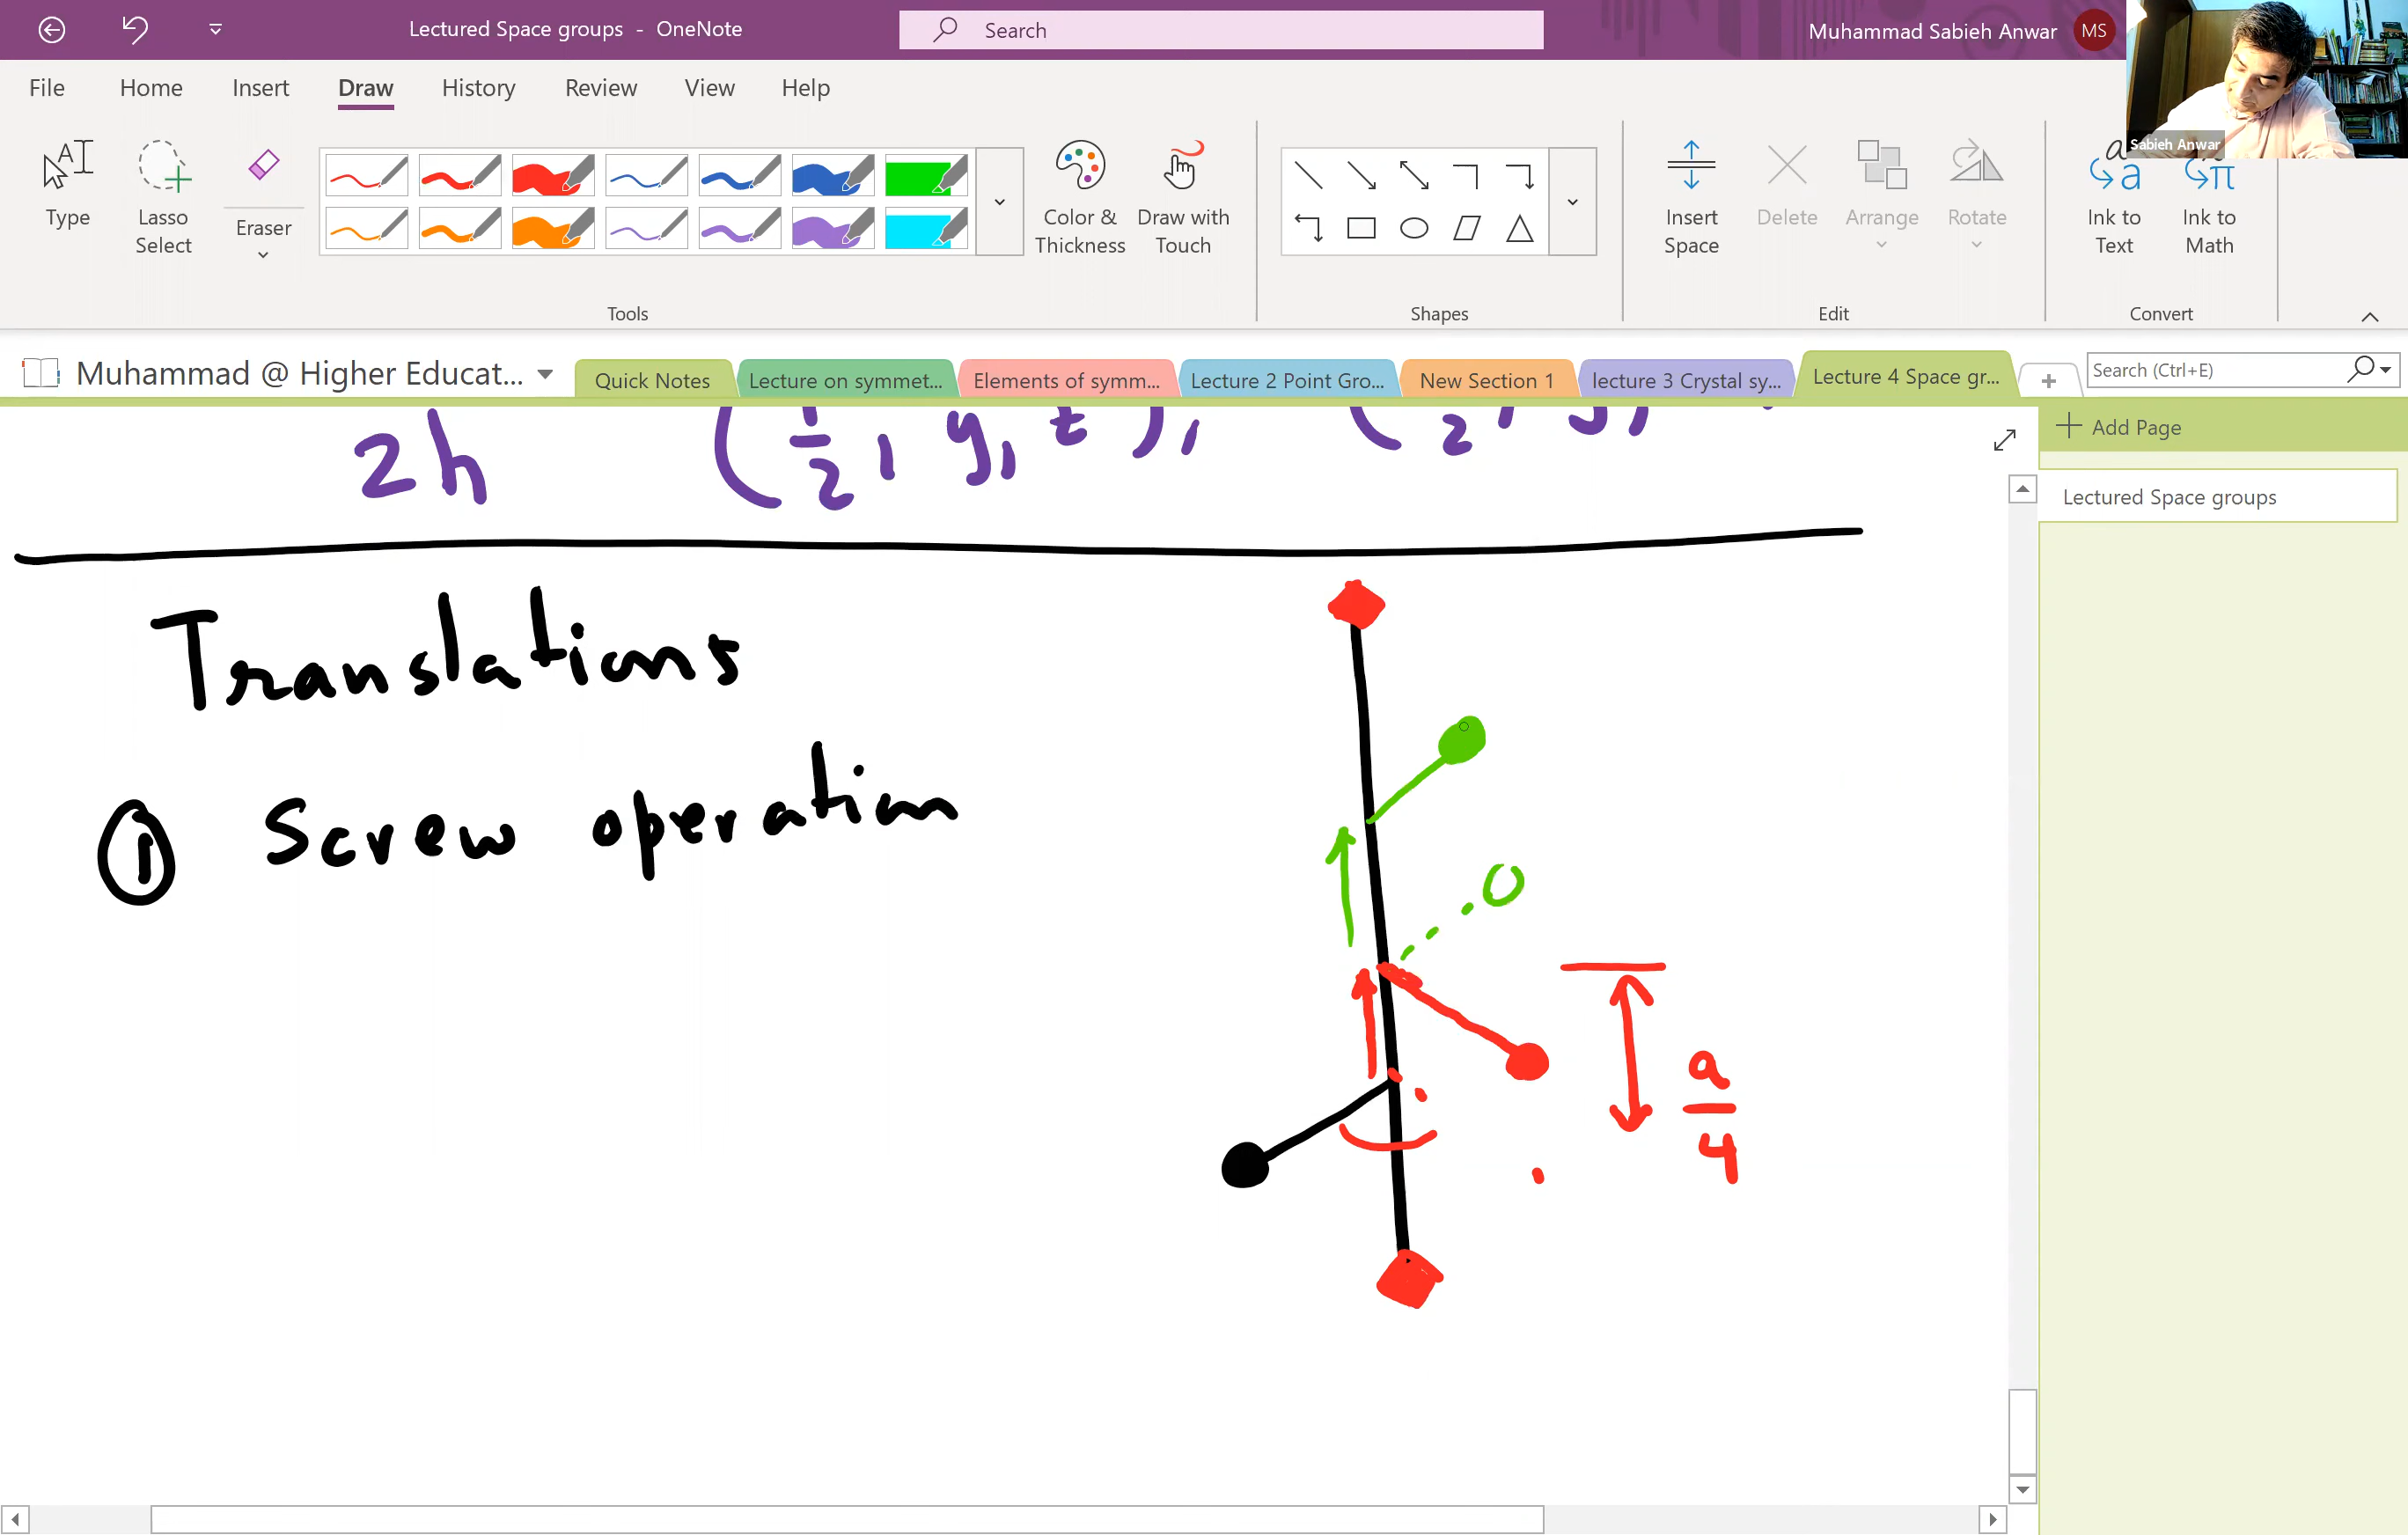 Lectured Space groups - OneNote
Search
Muhammad Sabieh Anwar
MS
Sabieh Anwar
File Home Insert Draw History Review View Help
Type
Lasso Select
Eraser
Color & Thickness
Draw with Touch
Insert Space
Delete
Arrange
Rotate
Ink to Text
Ink to Math
Tools
Shapes
Edit
Convert
Muhammad @ Higher Educat...
Quick Notes
Lecture on symmet...
Elements of symm...
Lecture 2 Point Gro...
New Section 1
lecture 3 Crystal sy...
Lecture 4 Space gr...
Search (Ctrl+E)
Add Page
Lectured Space groups
2h (1/2, y, z),
Translations
① Screw operation
a/4